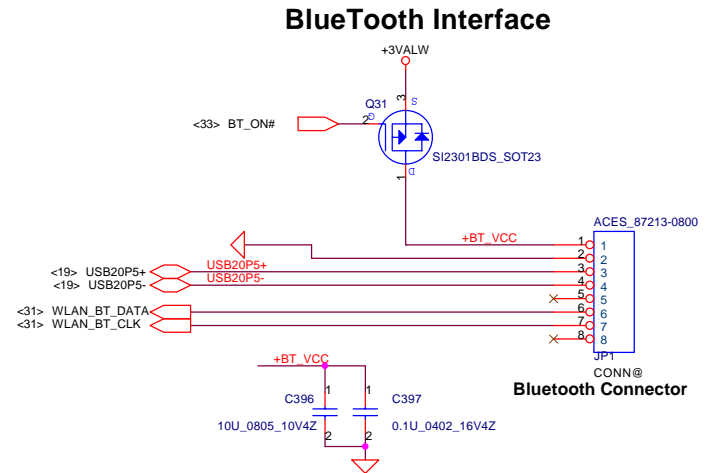 BlueTooth Interface
+3VALW
3
S
Q31
G
2
<33> BT_ON#
SI2301BDS_SOT23
D
1
ACES_87213-0800
+BT_VCC
1 1
2 2
USB20P5+
<19> USB20P5+
3 3
USB20P5-
<19> USB20P5-
4 4
5 5
<31> WLAN_BT_DATA
6 6
<31> WLAN_BT_CLK
7 7
8 8
JP1
CONN@
Bluetooth Connector
+BT_VCC
1 1
C396 C397
10U_0805_10V4Z 0.1U_0402_16V4Z
2 2